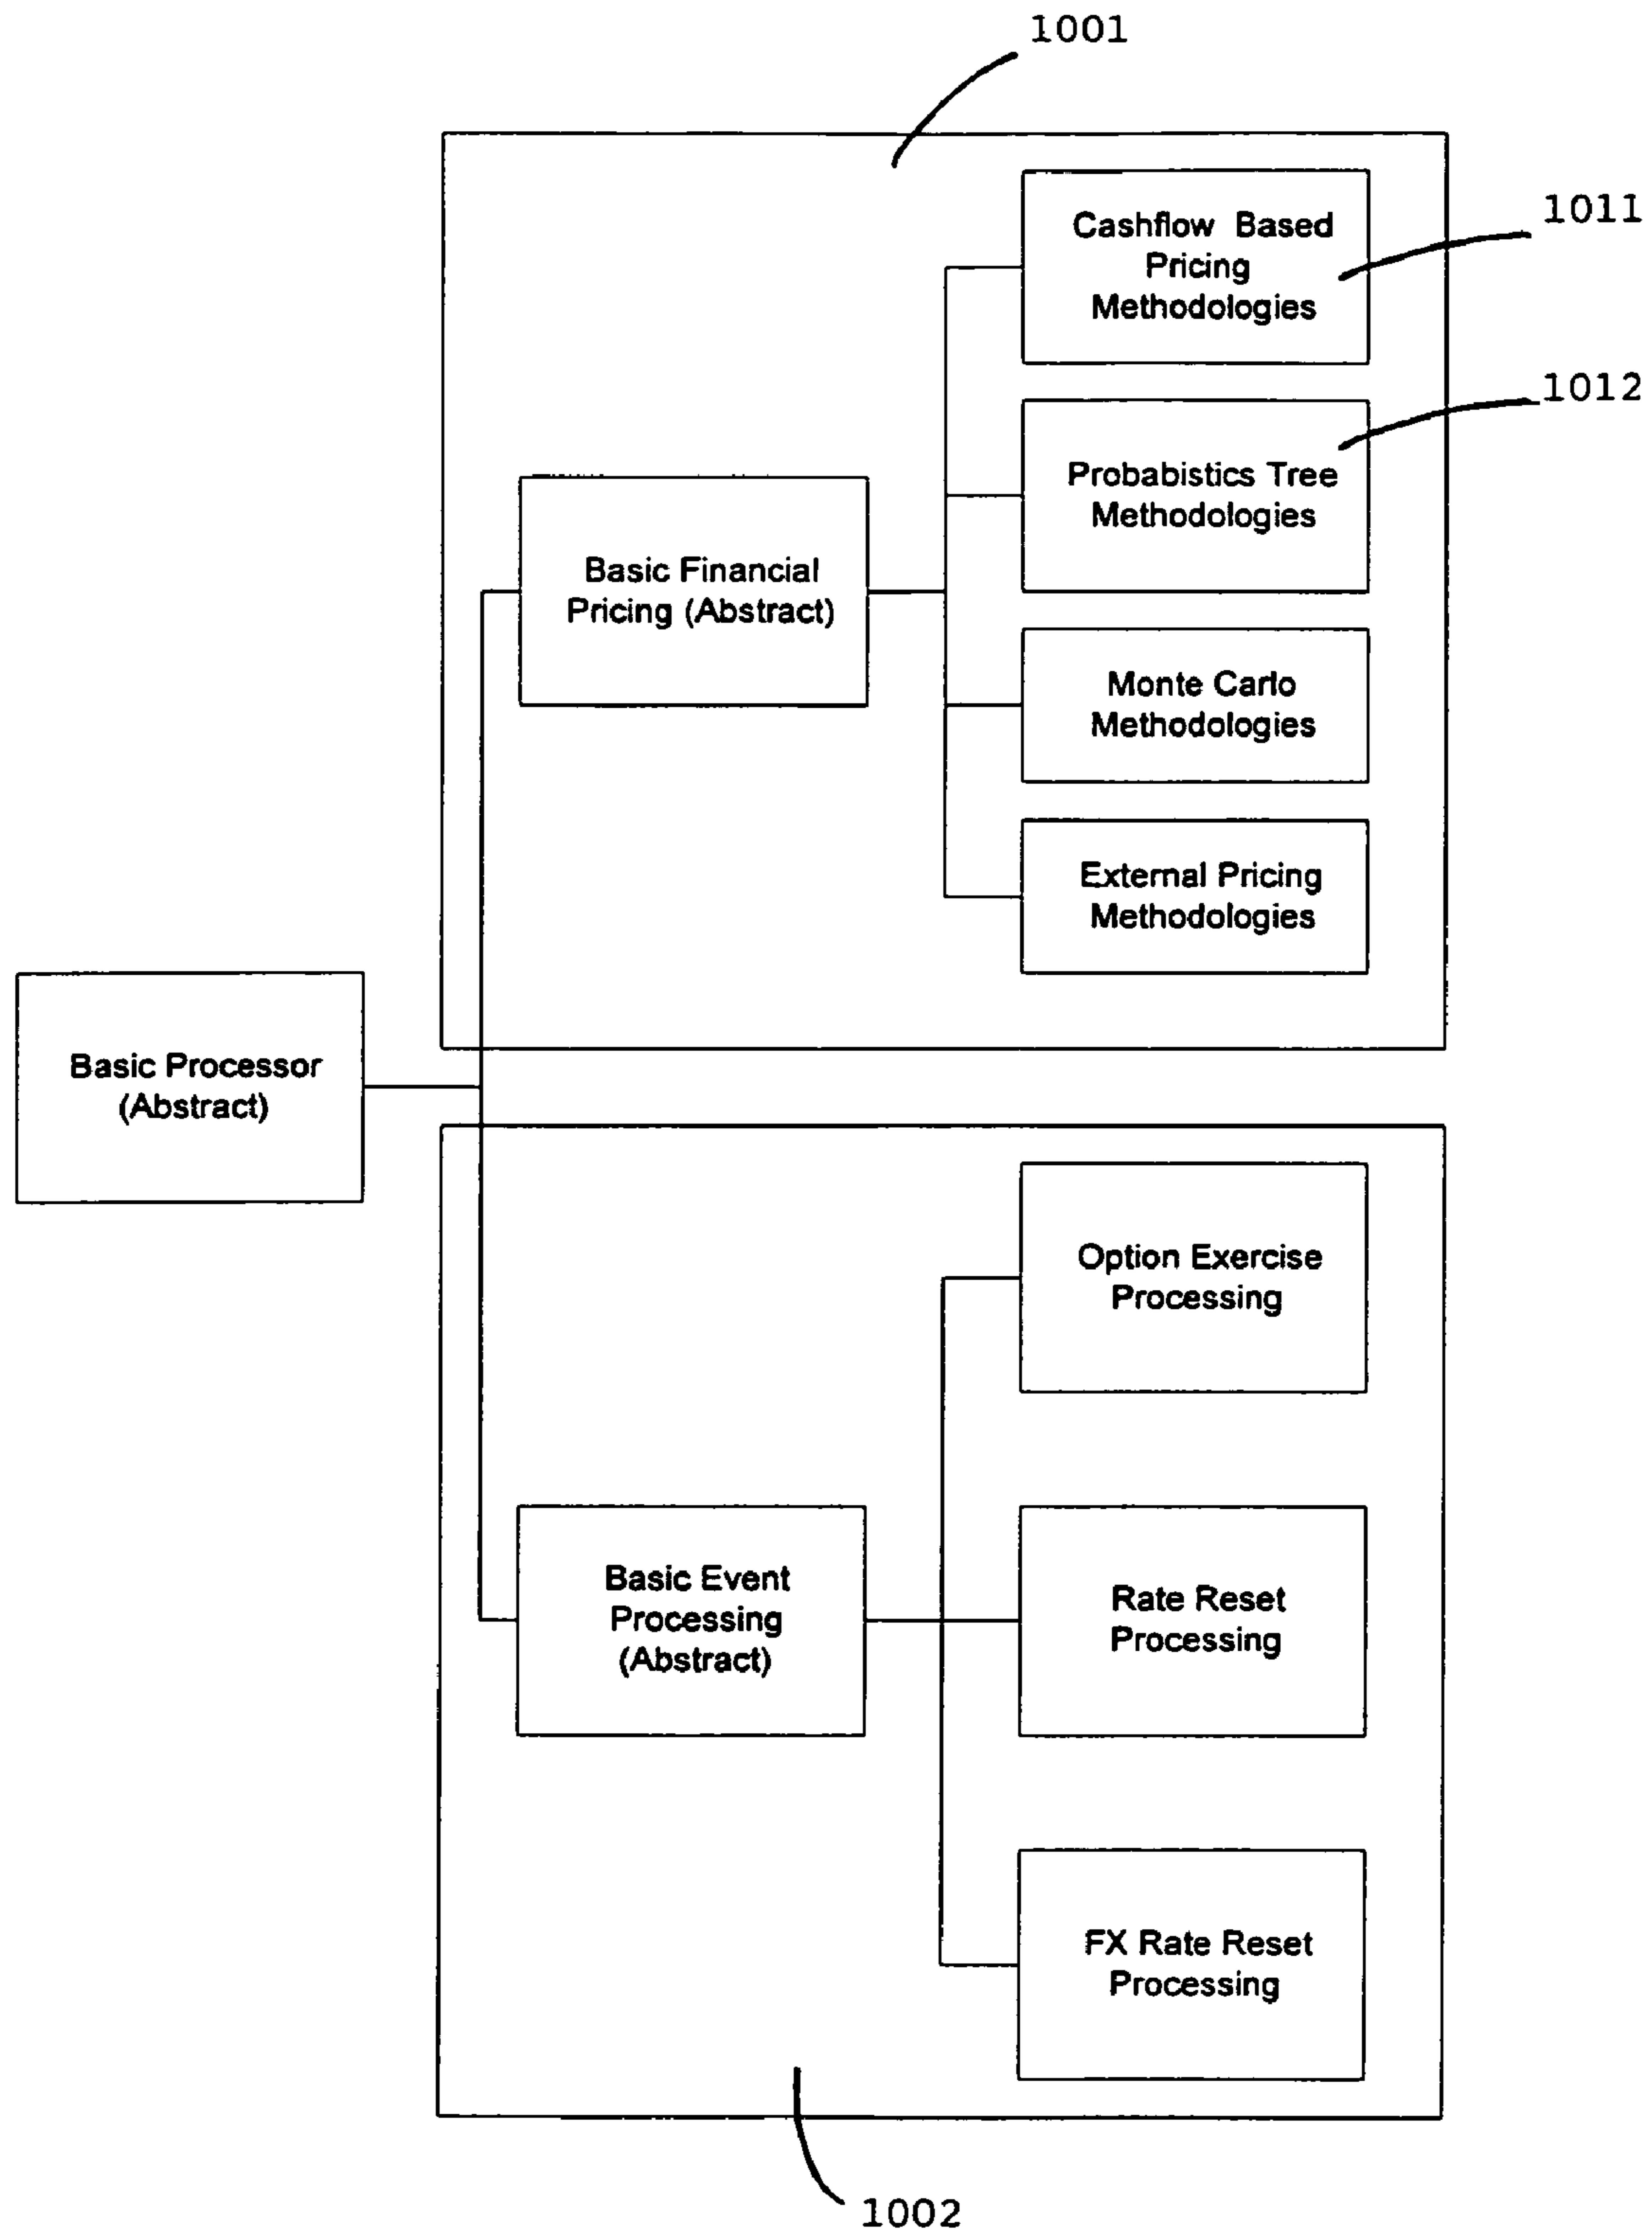 1001
Cashflow Based
Pricing
Methodologies
1011
Probabistics Tree
Methodologies
1012
Basic Financial
Pricing (Abstract)
Monte Carlo
Methodologies
External Pricing
Methodologies
Basic Processor
(Abstract)
Option Exercise
Processing
Basic Event
Processing
(Abstract)
Rate Reset
Processing
FX Rate Reset
Processing
1002